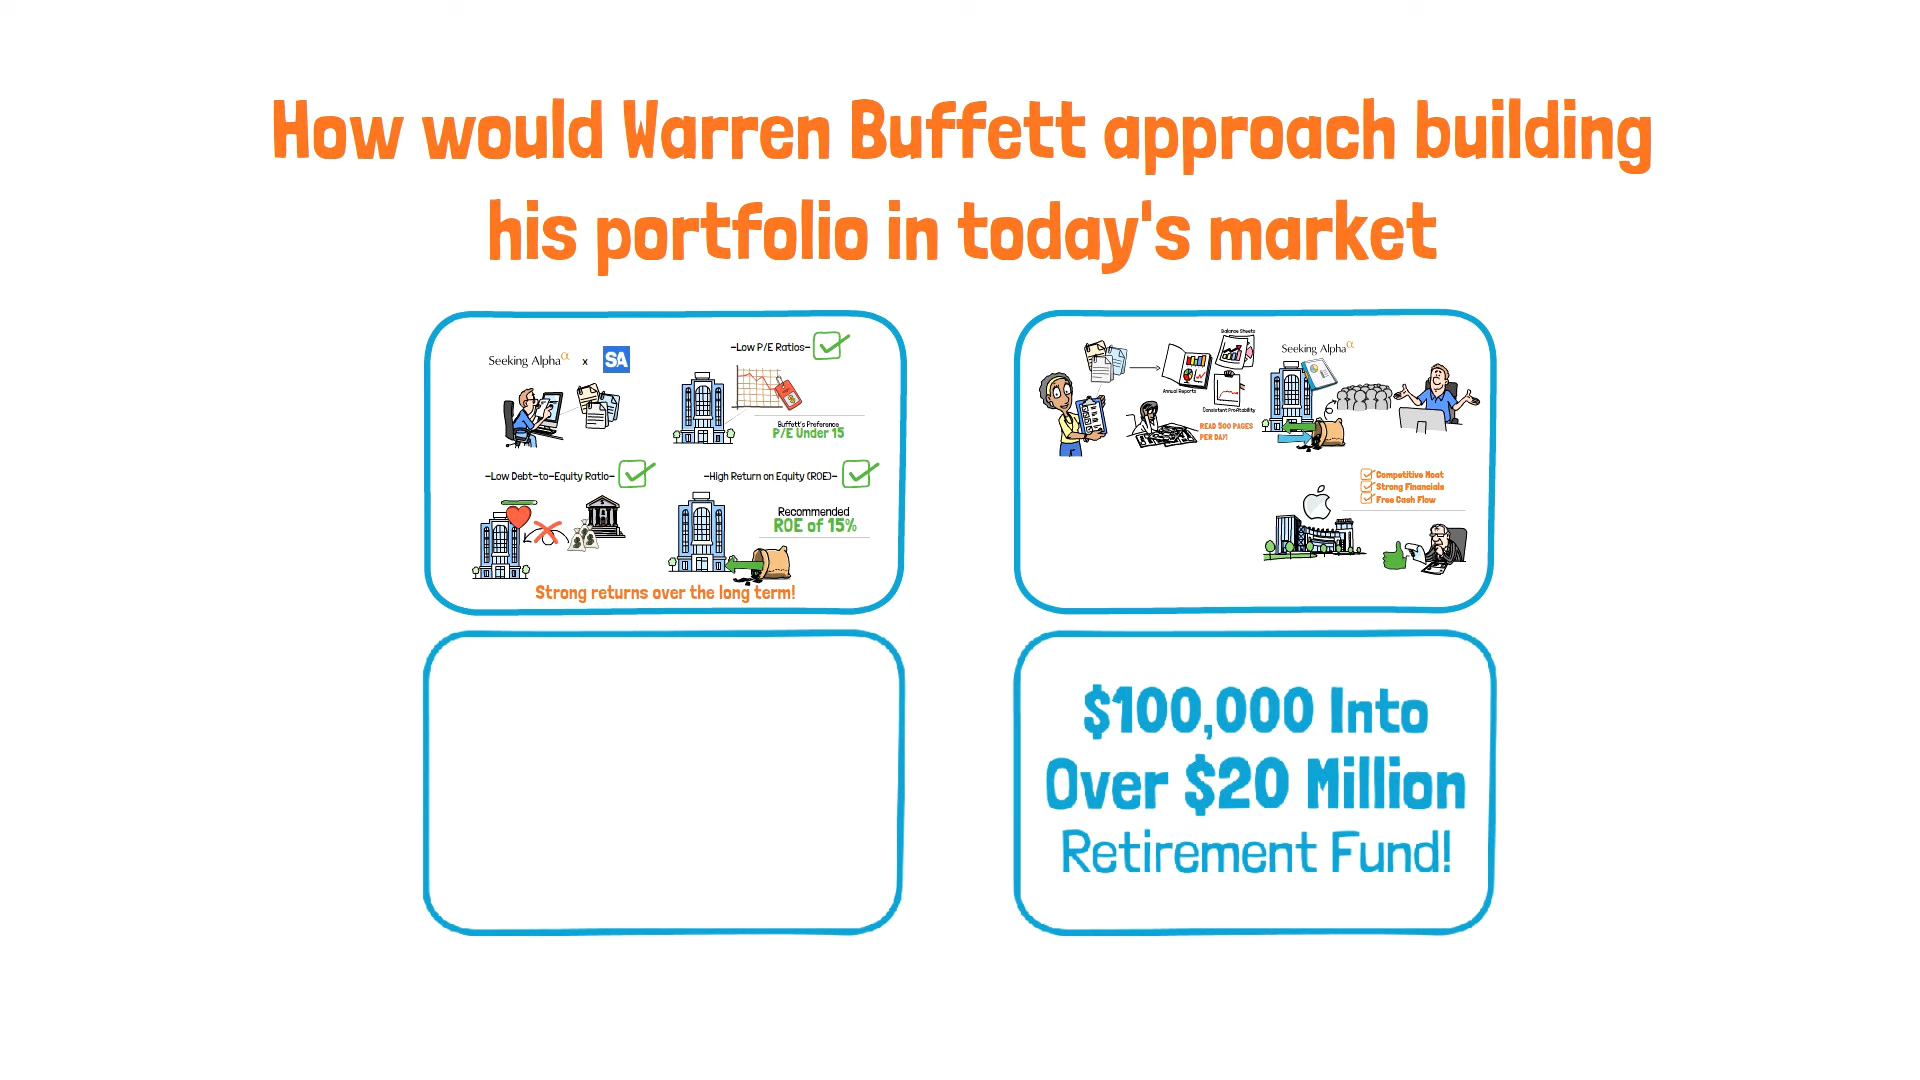 How would Warren Buffett approach building
his portfolio in today's market
Seeking Alpha α x SA
-Low P/E Ratios-
Buffett's Preference
P/E Under 15
-Low Debt-to-Equity Ratio-
-High Return on Equity (ROE)-
Recommended
ROE of 15%
Strong returns over the long term!
Balance Sheets
Annual Reports
Consistent Profitability
READ 500 PAGES
PER DAY!
Seeking Alpha α
Competitive Moat
Strong Financials
Free Cash Flow
$100,000 Into
Over $20 Million
Retirement Fund!